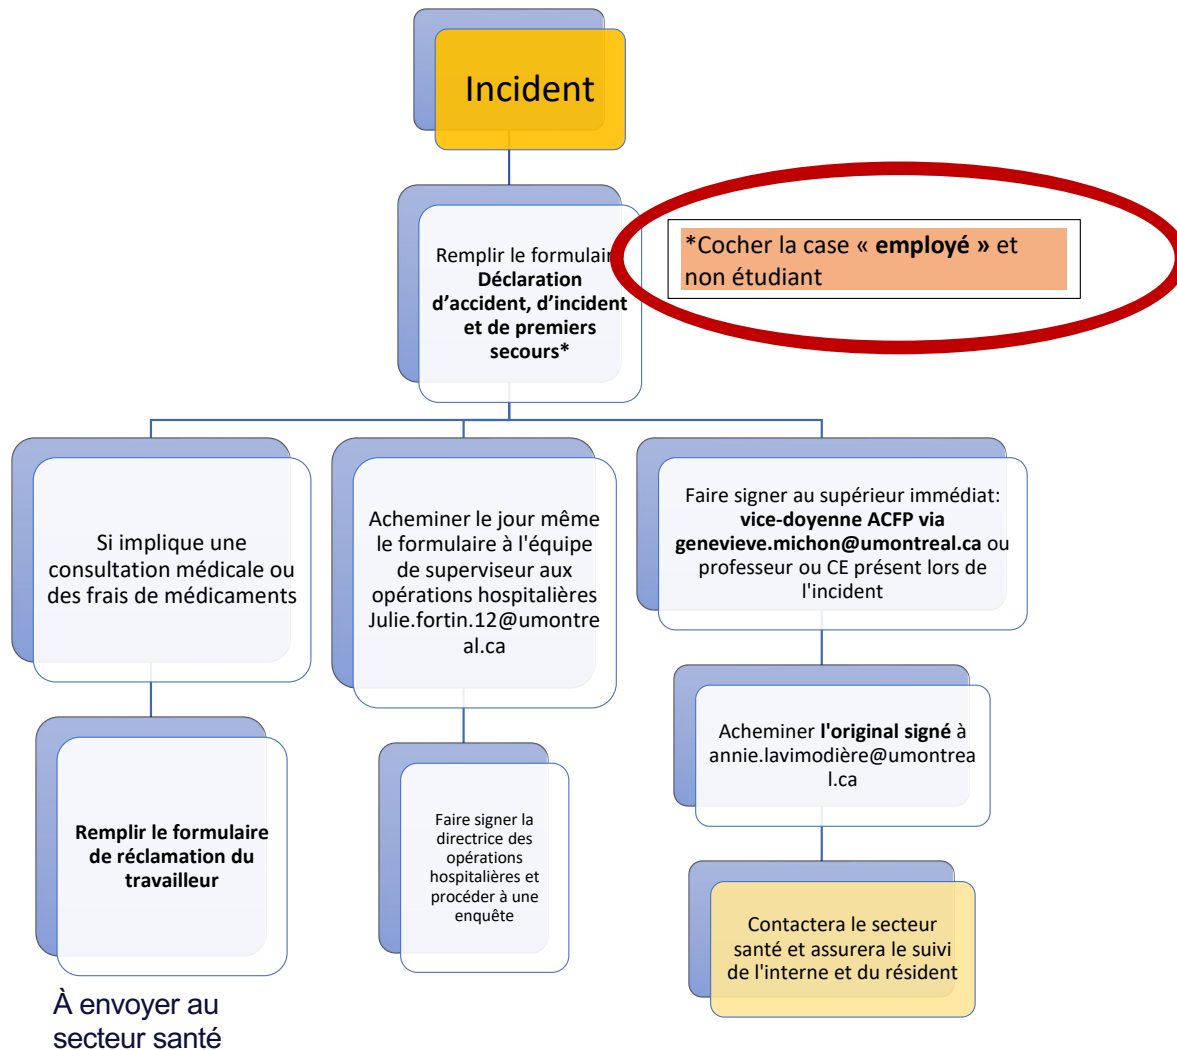 Incident
Remplir le formulaire
Déclaration
d'accident, d'incident
et de premiers
secours*
*Cocher la case « employé » et
non étudiant
Si implique une
consultation médicale ou
des frais de médicaments
Remplir le formulaire
de réclamation du
travailleur
À envoyer au
secteur santé
Acheminer le jour même
le formulaire à l'équipe
de superviseur aux
opérations hospitalières
Julie.fortin.12@umontre
al.ca
Faire signer la
directrice des
opérations
hospitalières et
procéder à une
enquête
Faire signer au supérieur immédiat:
vice-doyenne ACFP via
genevieve.michon@umontreal.ca ou
professeur ou CE présent lors de
l'incident
Acheminer l'original signé à
annie.lavimodière@umontrea
l.ca
Contactera le secteur
santé et assurera le suivi
de l'interne et du résident